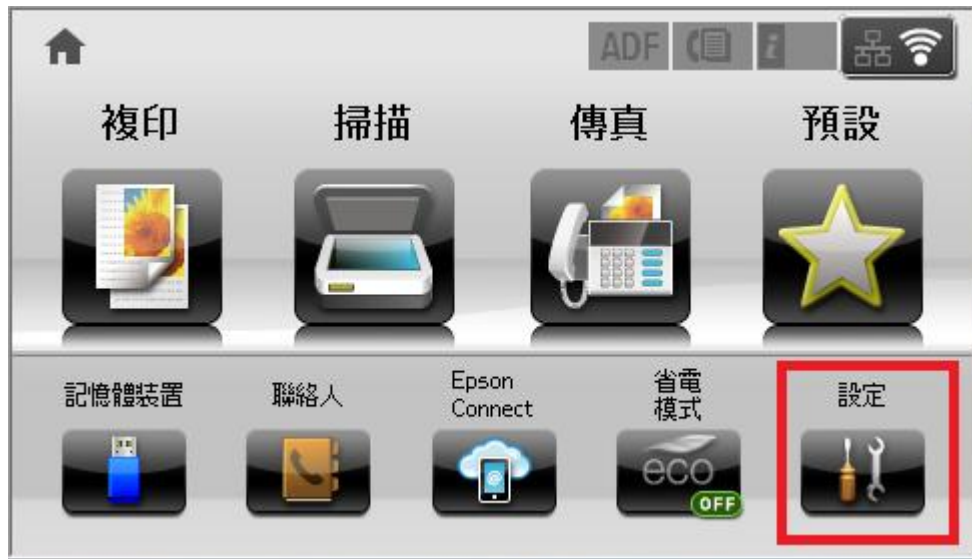 ADF
i
複印
掃描
傳真
預設
記憶體裝置
聯絡人
Epson
Connect
省電
模式
設定
@
eco
OFF